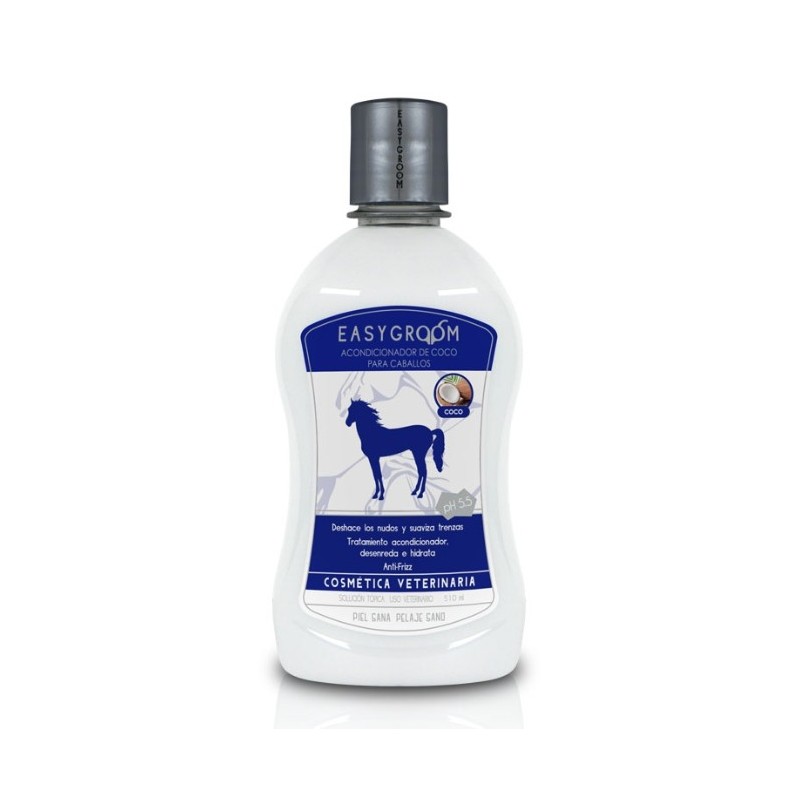 EASYGROOM
EASYGROOM
ACONDICIONADOR DE COCO
PARA CABALLOS
COCO
pH 5.5
Deshace los nudos y suaviza trenzas
Tratamiento acondicionador,
desenreda e hidrata
Anti-Frizz
COSMÉTICA VETERINARIA
SOLUCIÓN TÓPICA. USO VETERINARIO - 510 ml
PIEL SANA PELAJE SANO